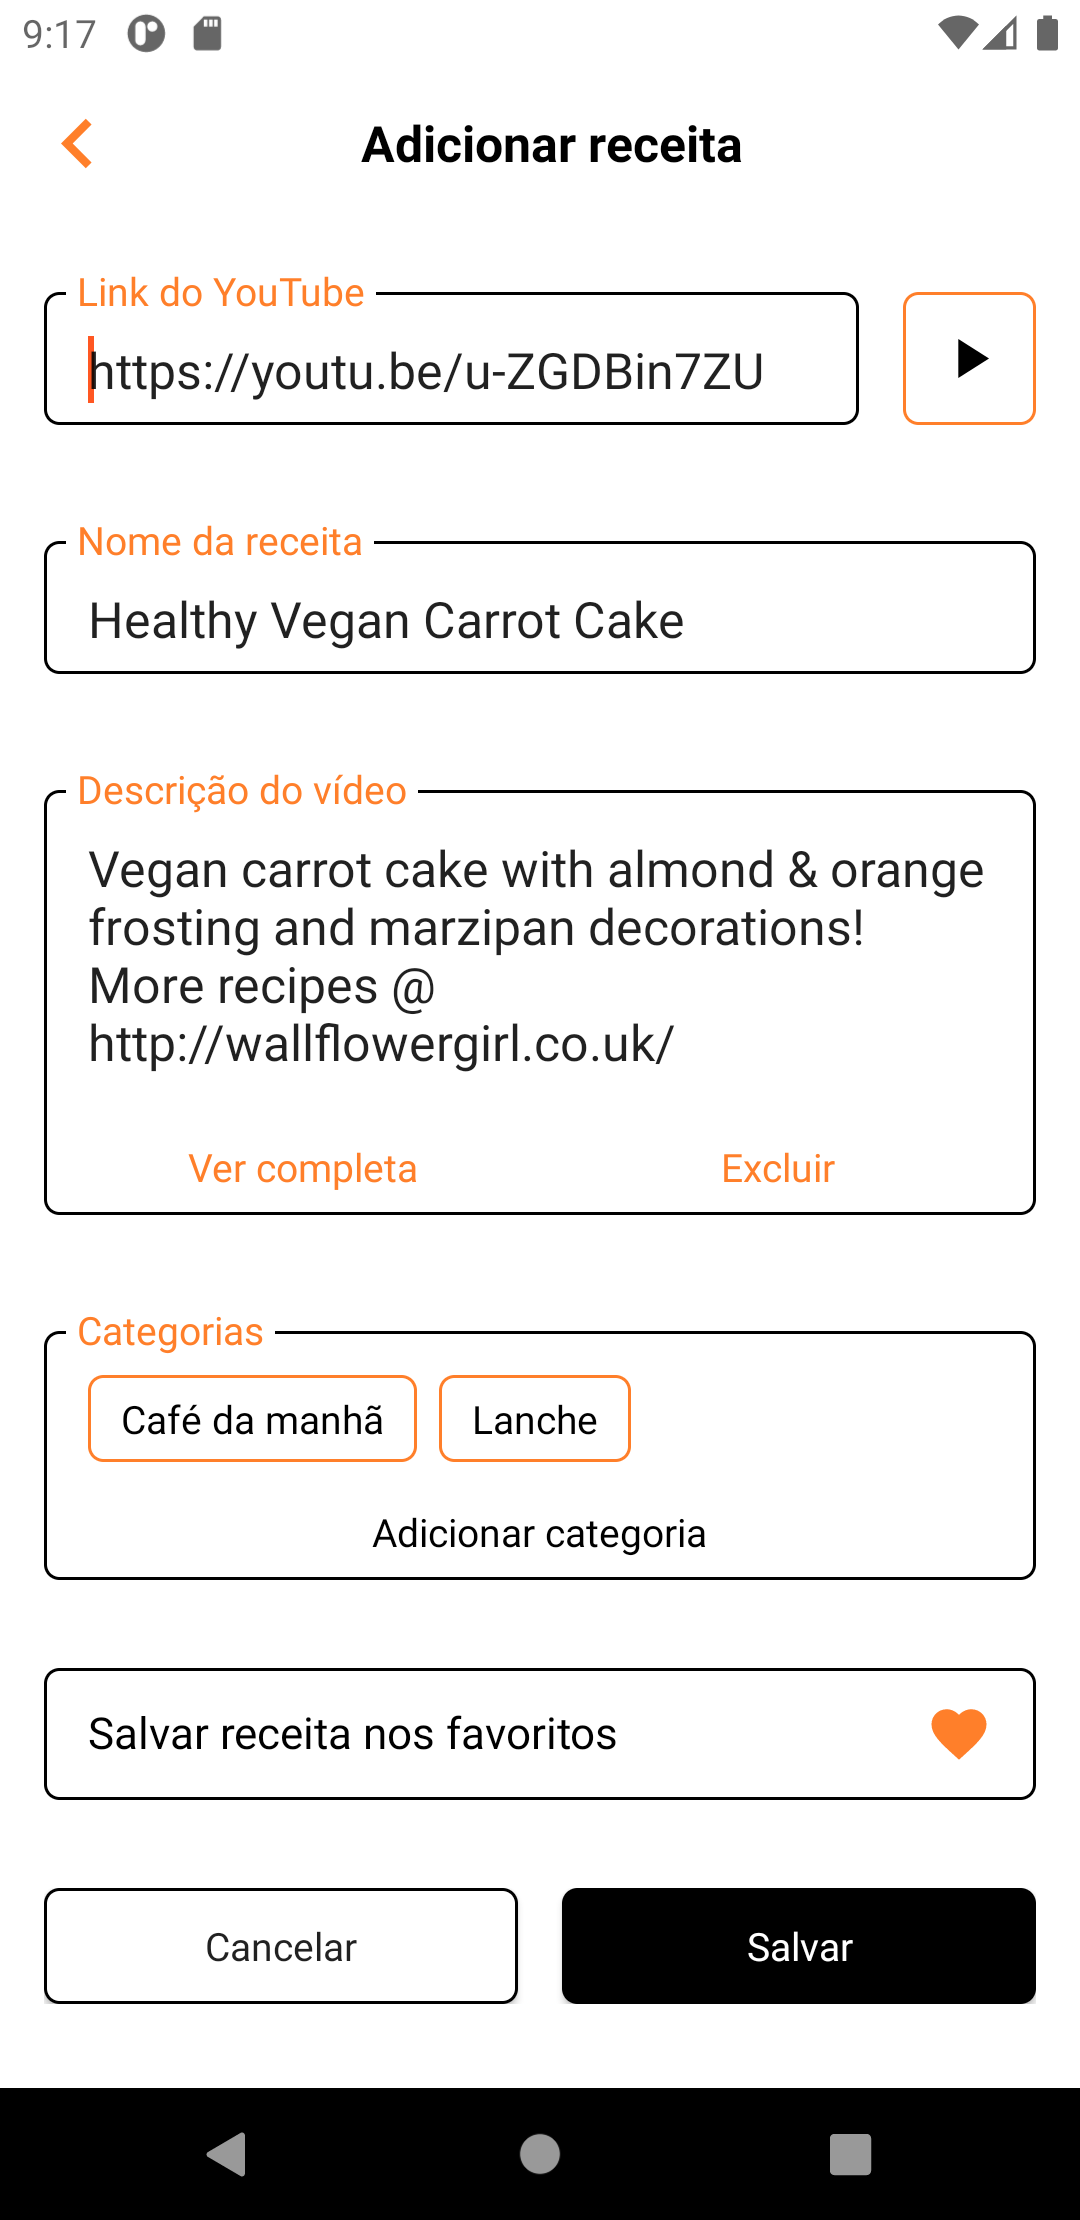 9:17
Adicionar receita
Link do YouTube
https://youtu.be/u-ZGDBin7ZU
Nome da receita
Healthy Vegan Carrot Cake
Descrição do vídeo
Vegan carrot cake with almond & orange
frosting and marzipan decorations!
More recipes @
http://wallflowergirl.co.uk/
Ver completa Excluir
Categorias
Café da manhã Lanche
Adicionar categoria
Salvar receita nos favoritos
Cancelar Salvar